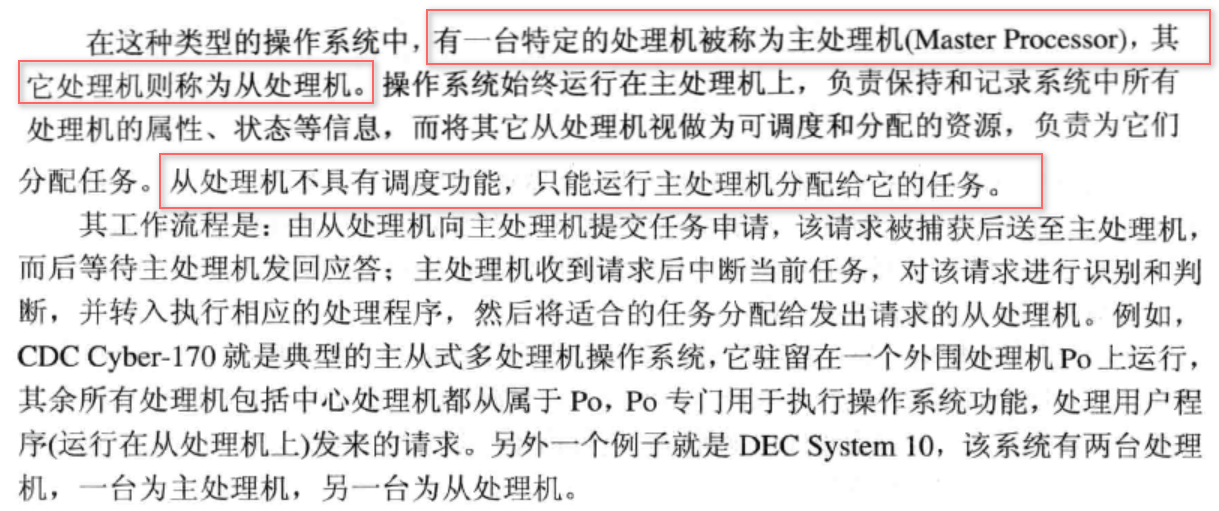 在这种类型的操作系统中，有一台特定的处理机被称为主处理机(Master Processor)，其
它处理机则称为从处理机。操作系统始终运行在主处理机上，负责保持和记录系统中所有
处理机的属性、状态等信息，而将其它从处理机视做为可调度和分配的资源，负责为它们
分配任务。从处理机不具有调度功能，只能运行主处理机分配给它的任务。
其工作流程是：由从处理机向主处理机提交任务申请，该请求被捕获后送至主处理机，
而后等待主处理机发回应答；主处理机收到请求后中断当前任务，对该请求进行识别和判
断，并转入执行相应的处理程序，然后将适合的任务分配给发出请求的从处理机。例如，
CDC Cyber-170 就是典型的主从式多处理机操作系统，它驻留在一个外围处理机 Po 上运行，
其余所有处理机包括中心处理机都从属于 Po，Po 专门用于执行操作系统功能，处理用户程
序(运行在从处理机上)发来的请求。另外一个例子就是 DEC System 10，该系统有两台处理
机，一台为主处理机，另一台为从处理机。